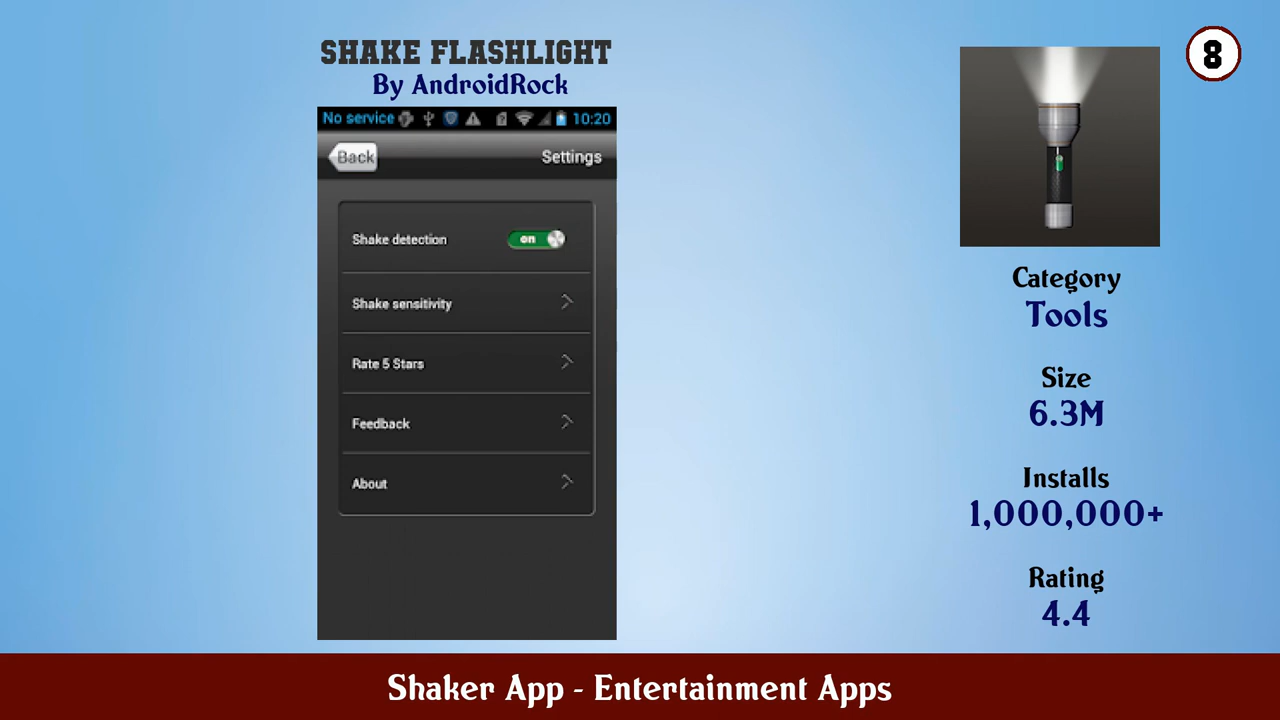 SHAKE FLASHLIGHT
By AndroidRock
No service 10:20
Back Settings
Shake detection on
Shake sensitivity
Rate 5 Stars
Feedback
About
8
Category
Tools
Size
6.3M
Installs
1,000,000+
Rating
4.4
Shaker App - Entertainment Apps